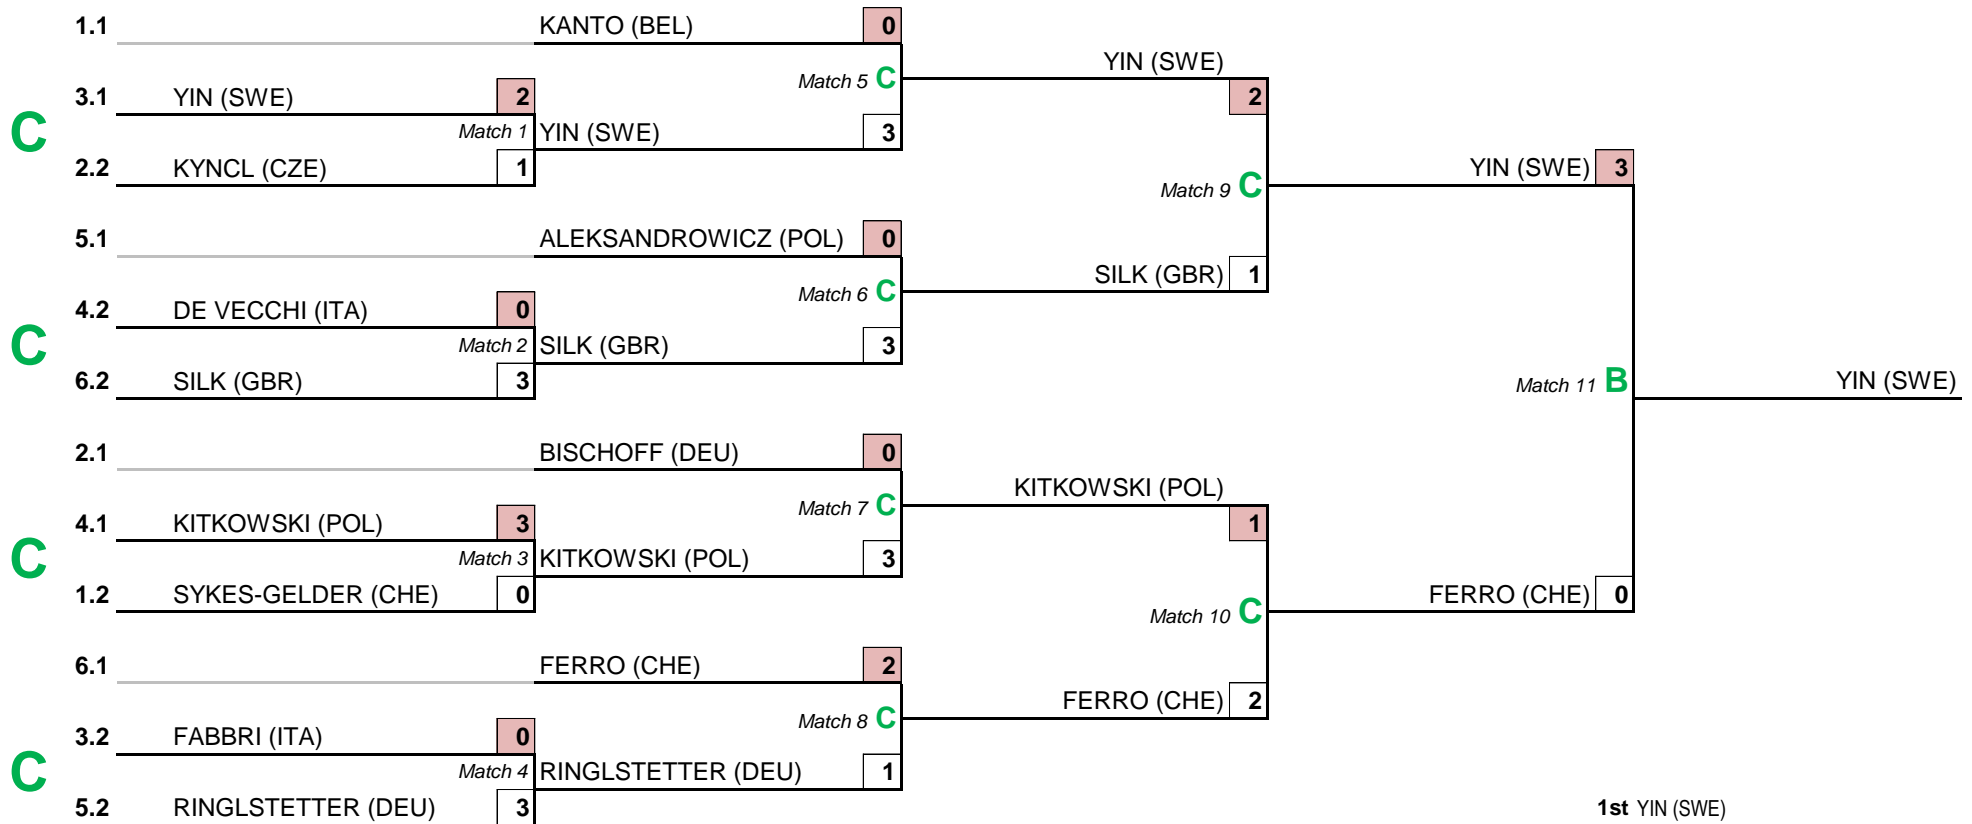 1.1 KANTO (BEL) 0
YIN (SWE)
Match 5 C
3.1 YIN (SWE) 2 2
C Match 1 YIN (SWE) 3
2.2 KYNCL (CZE) 1 YIN (SWE) 3
Match 9 C
5.1 ALEKSANDROWICZ (POL) 0
SILK (GBR) 1
Match 6 C
4.2 DE VECCHI (ITA) 0
C Match 2 SILK (GBR) 3
6.2 SILK (GBR) 3 Match 11 B YIN (SWE)
2.1 BISCHOFF (DEU) 0
KITKOWSKI (POL)
Match 7 C
4.1 KITKOWSKI (POL) 3 1
C Match 3 KITKOWSKI (POL) 3
1.2 SYKES-GELDER (CHE) 0 FERRO (CHE) 0
Match 10 C
6.1 FERRO (CHE) 2
FERRO (CHE) 2
Match 8 C
3.2 FABBRI (ITA) 0
C Match 4 RINGLSTETTER (DEU) 1
5.2 RINGLSTETTER (DEU) 3 1st YIN (SWE)